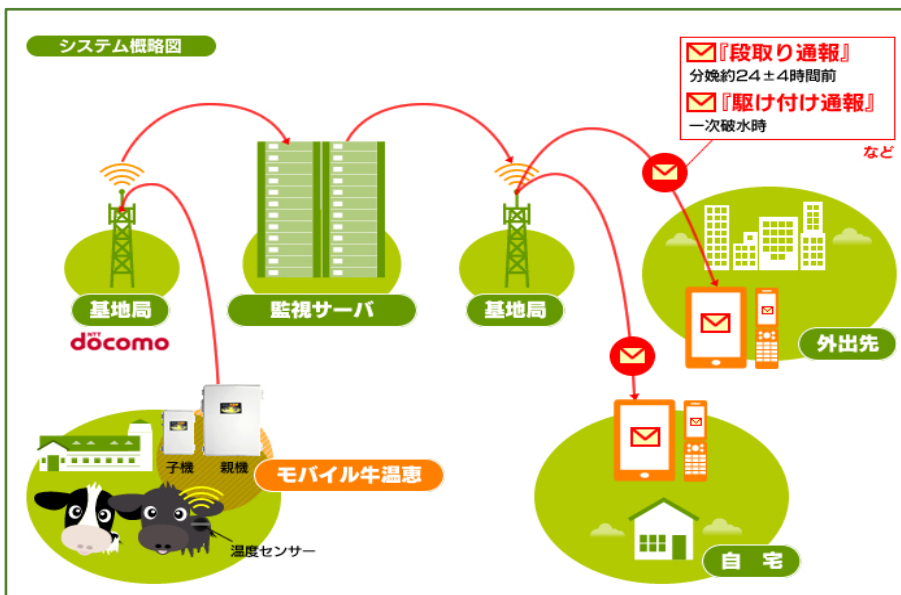 システム概略図
『段取り通報』
分娩約24±4時間前
『駆け付け通報』
一次破水時
など
基地局
監視サーバ
基地局
NTT
döcomo
外出先
子機
親機
モバイル牛温恵
温度センサー
自 宅